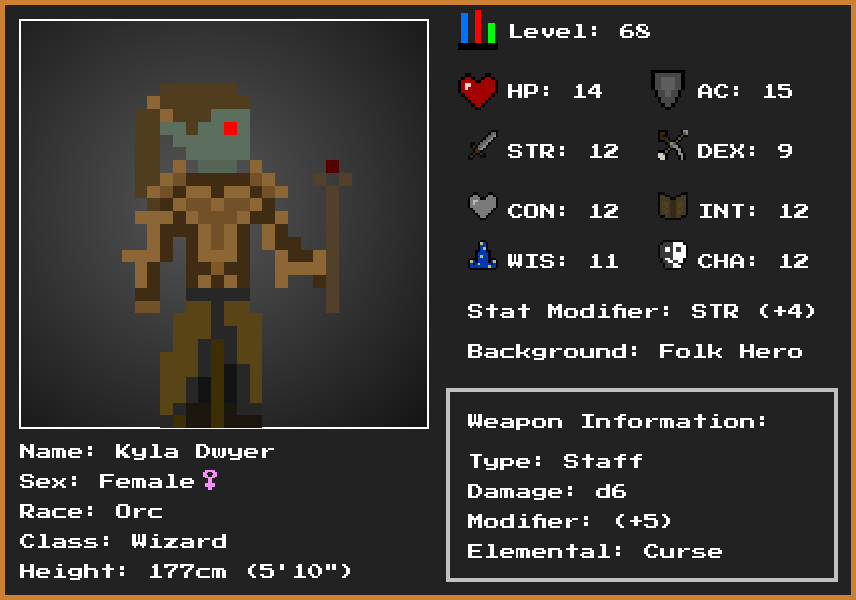 Level: 68
HP: 14 AC: 15
STR: 12 DEX: 9
CON: 12 INT: 12
WIS: 11 CHA: 12
Stat Modifier: STR (+4)
Background: Folk Hero
Weapon Information:
Type: Staff
Damage: d6
Modifier: (+5)
Elemental: Curse
Name: Kyla Dwyer
Sex: Female♀
Race: Orc
Class: Wizard
Height: 177cm (5'10")